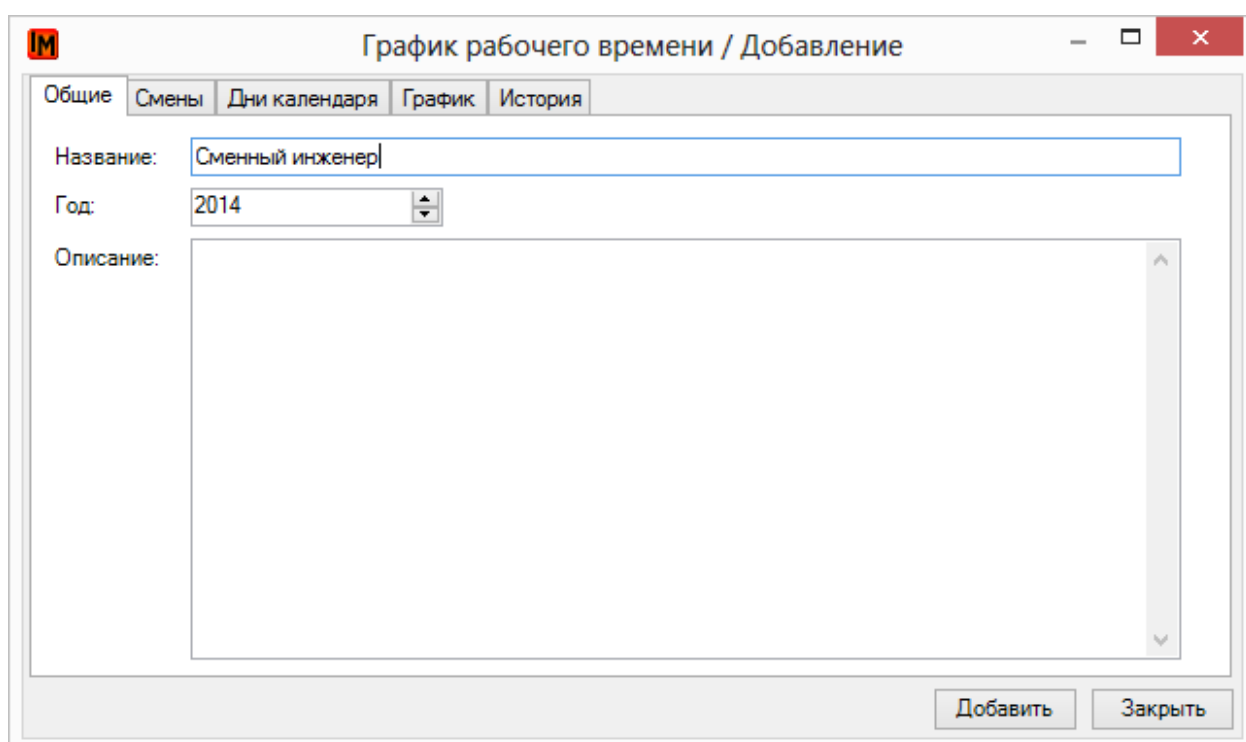 IM
График рабочего времени / Добавление
Общие Смены Дни календаря График История
Название: Сменный инженер
Год: 2014
Описание:
Добавить Закрыть